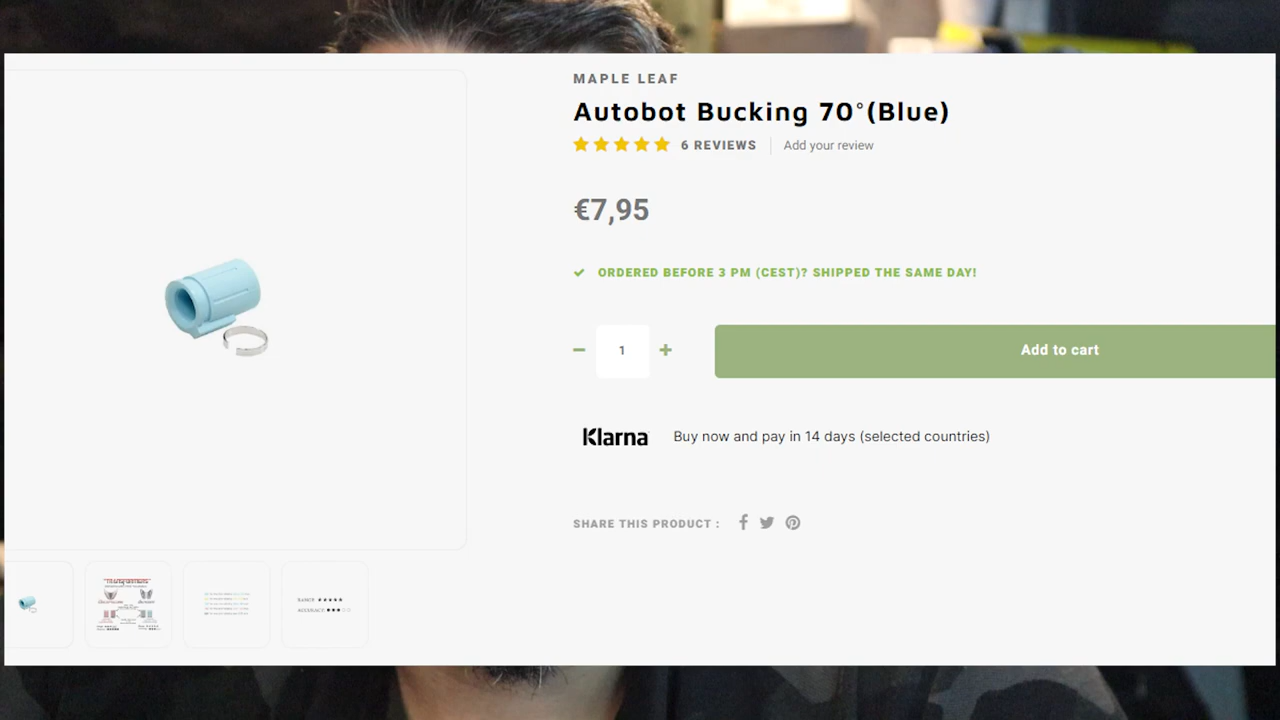 MAPLE LEAF
Autobot Bucking 70°(Blue)
6 REVIEWS
Add your review
€7,95
ORDERED BEFORE 3 PM (CEST)? SHIPPED THE SAME DAY!
1
Add to cart
Klarna
Buy now and pay in 14 days (selected countries)
SHARE THIS PRODUCT :